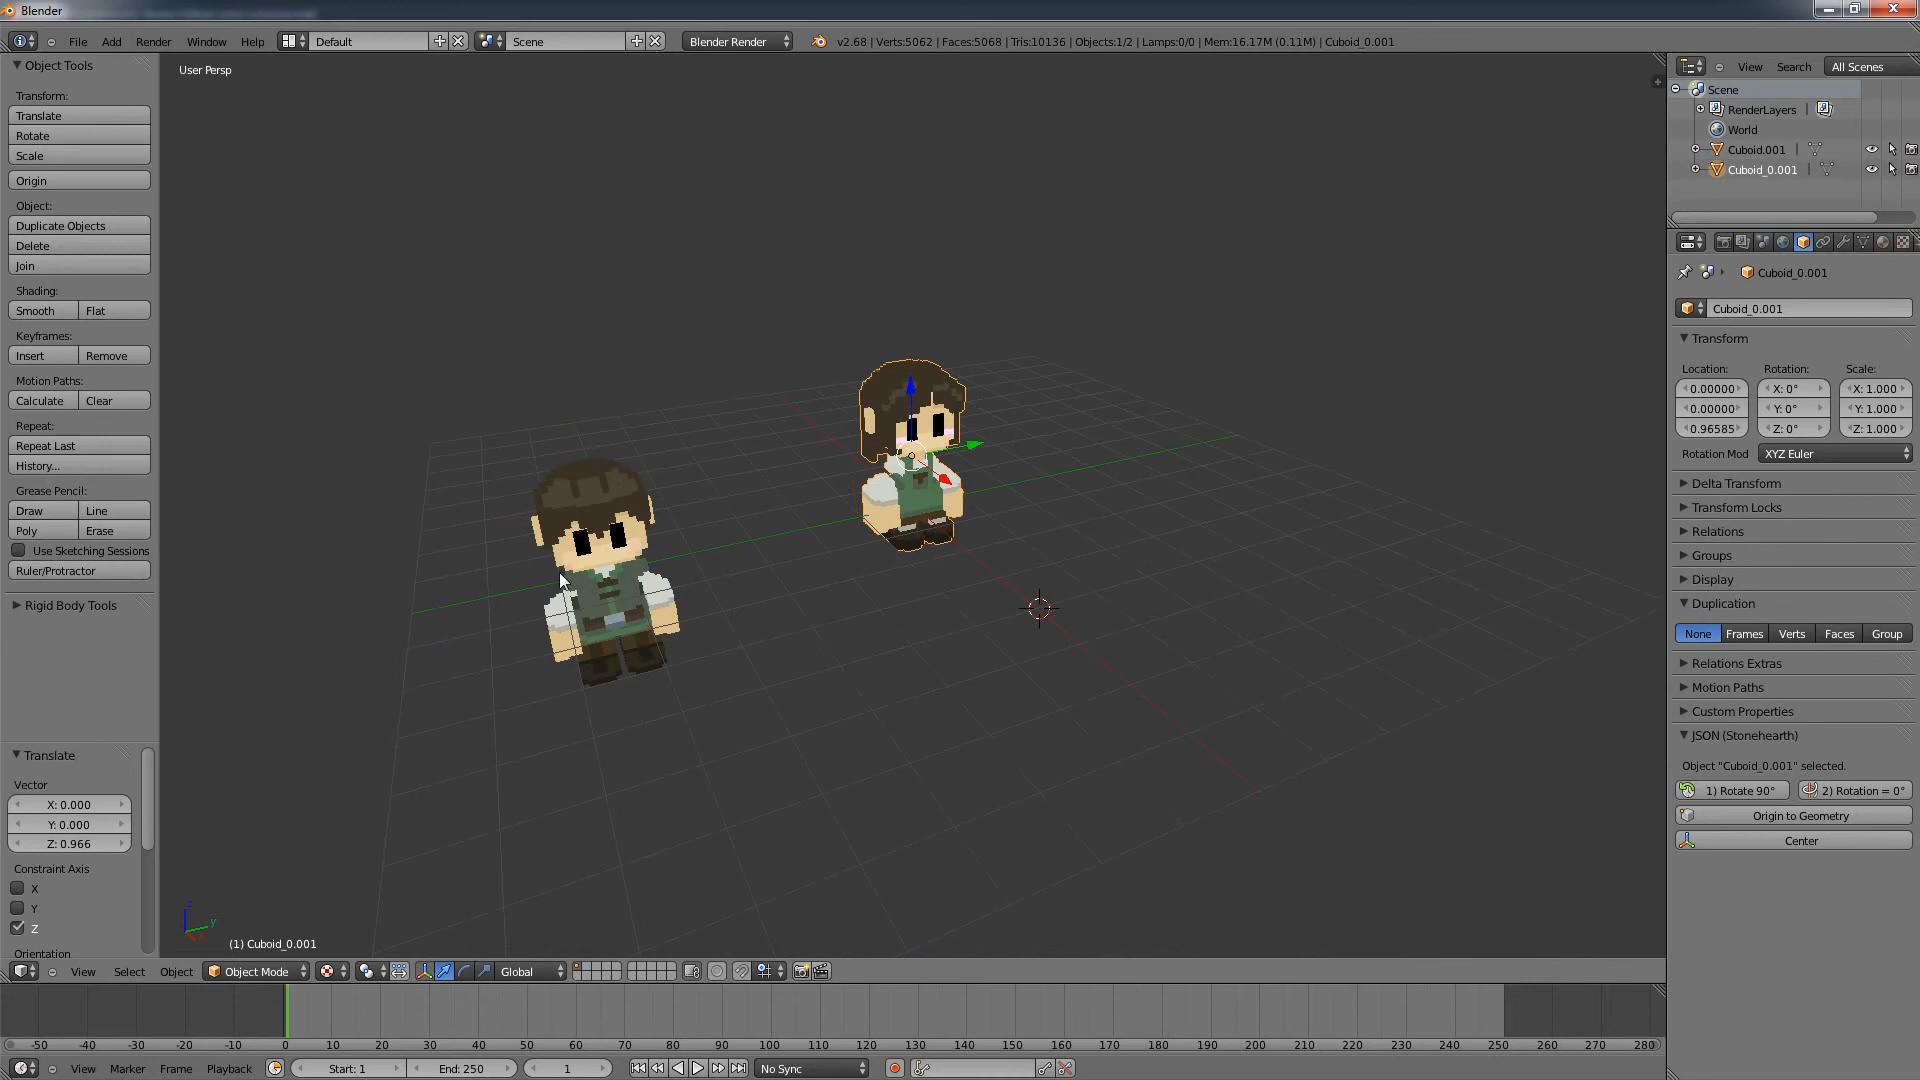 Blender
File Add Render Window Help Default Scene Blender Render v2.68 | Verts:5062 | Faces:5068 | Tris:10136 | Objects:1/2 | Lamps:0/0 | Mem:16.17M (0.11M) | Cuboid_0.001
Object Tools
Transform:
Translate
Rotate
Scale
Origin
Object:
Duplicate Objects
Delete
Join
Shading:
Smooth Flat
Keyframes:
Insert Remove
Motion Paths:
Calculate Clear
Repeat:
Repeat Last
History...
Grease Pencil:
Draw Line
Poly Erase
Use Sketching Sessions
Ruler/Protractor
Rigid Body Tools
Translate
Vector
X: 0.000
Y: 0.000
Z: 0.966
Constraint Axis
X
Y
Z
Orientation
User Persp
z
y
(1) Cuboid_0.001
View Select Object Object Mode Global
-50 -40 -30 -20 -10 0 10 20 30 40 50 60 70 80 90 100 110 120 130 140 150 160 170 180 190 200 210 220 230 240 250 260 270 280
View Marker Frame Playback Start: 1 End: 250 1 No Sync
View Search All Scenes
Scene
RenderLayers |
World
Cuboid.001 |
Cuboid_0.001 |
Cuboid_0.001
Cuboid_0.001
Transform
Location: Rotation: Scale:
0.00000 X: 0° X: 1.000
0.00000 Y: 0° Y: 1.000
0.96585 Z: 0° Z: 1.000
Rotation Mod XYZ Euler
Delta Transform
Transform Locks
Relations
Groups
Display
Duplication
None Frames Verts Faces Group
Relations Extras
Motion Paths
Custom Properties
JSON (Stonehearth)
Object "Cuboid_0.001" selected.
1) Rotate 90° 2) Rotation = 0°
Origin to Geometry
Center